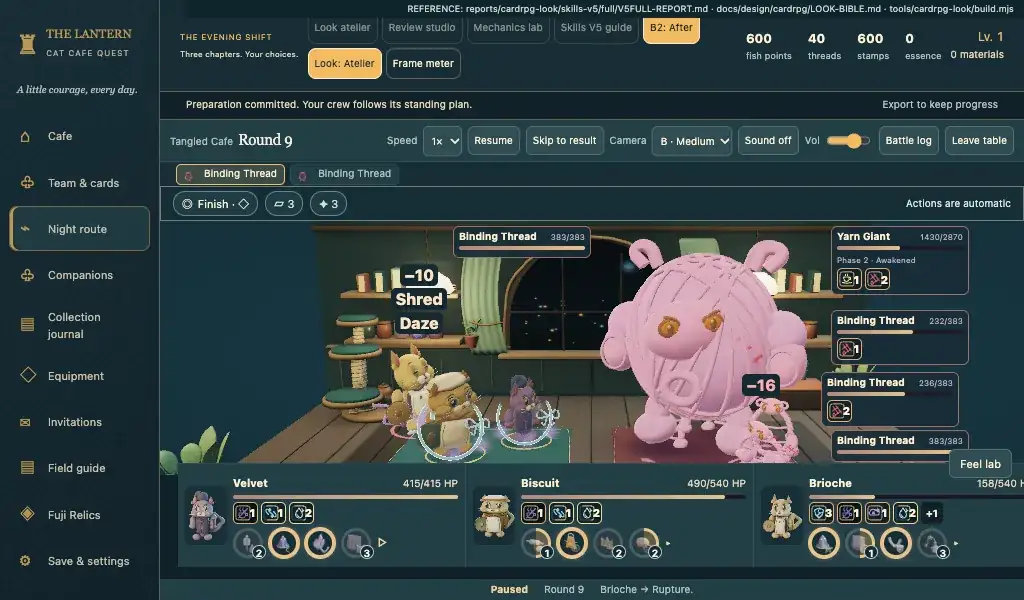 REFERENCE: reports/cardrpg-look/skills-v5/full/V5FULL-REPORT.md · docs/design/cardrpg/LOOK-BIBLE.md · tools/cardrpg-look/build.mjs
THE LANTERN
CAT CAFE QUEST
A little courage, every day.
Cafe
Team & cards
Night route
Companions
Collection journal
Equipment
Invitations
Field guide
Fuji Relics
Save & settings
THE EVENING SHIFT
Three chapters. Your choices.
Look atelier
Review studio
Mechanics lab
Skills V5 guide
B2: After
Look: Atelier
Frame meter
600 fish points
40 threads
600 stamps
0 essence
Lv. 1
0 materials
Preparation committed. Your crew follows its standing plan.
Export to keep progress
Tangled Cafe Round 9
Speed 1x
Resume
Skip to result
Camera B · Medium
Sound off
Vol
Battle log
Leave table
Binding Thread
Binding Thread
Finish ·
3
3
Actions are automatic
Binding Thread 383/383
−10
Shred
Daze
−16
Yarn Giant 1430/2870
Phase 2 · Awakened
1
2
Binding Thread 232/383
1
Binding Thread 236/383
2
Binding Thread 383/383
Feel lab
Velvet 415/415 HP
1 1 2
2 3
Biscuit 490/540 HP
1 1 2
1 2 2
Brioche 158/540 H
3 1 1 2 +1
1 3
Paused Round 9 Brioche → Rupture.